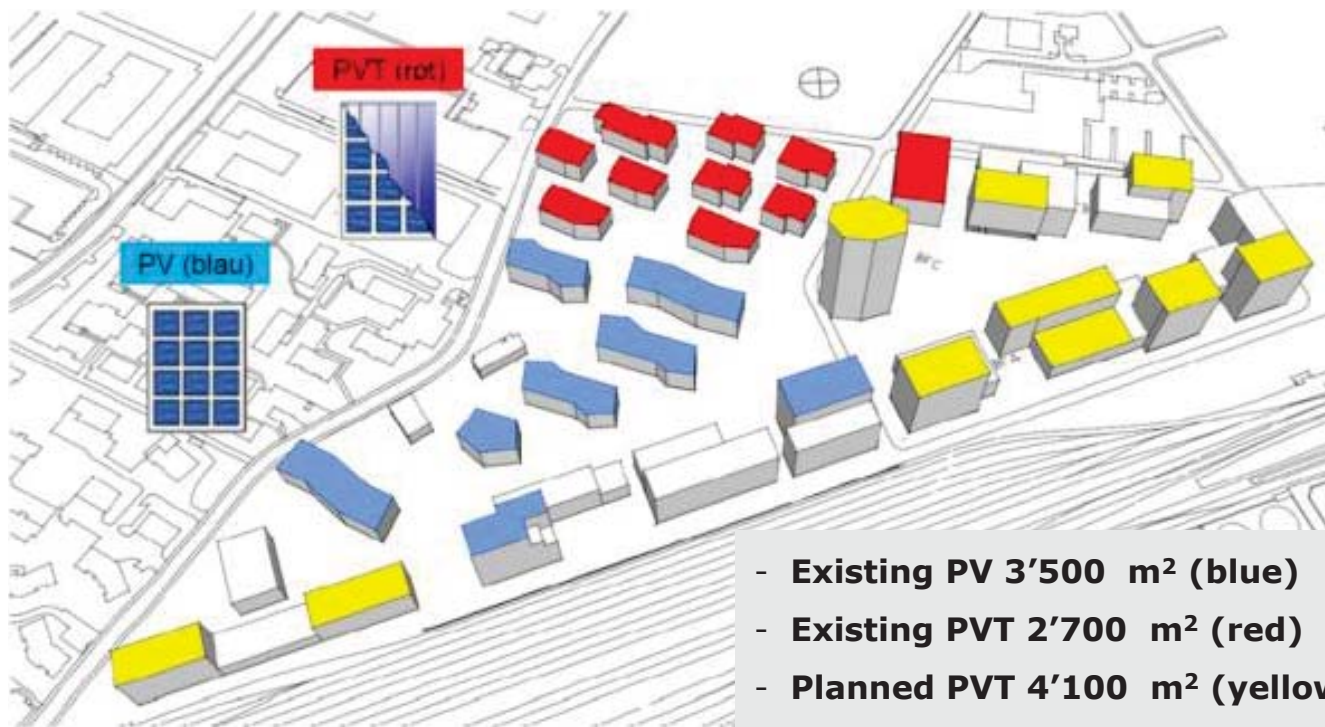 PVT (rot)
PV (blau)
BFC
- Existing PV 3’500 m² (blue)
- Existing PVT 2’700 m² (red)
- Planned PVT 4’100 m² (yellow